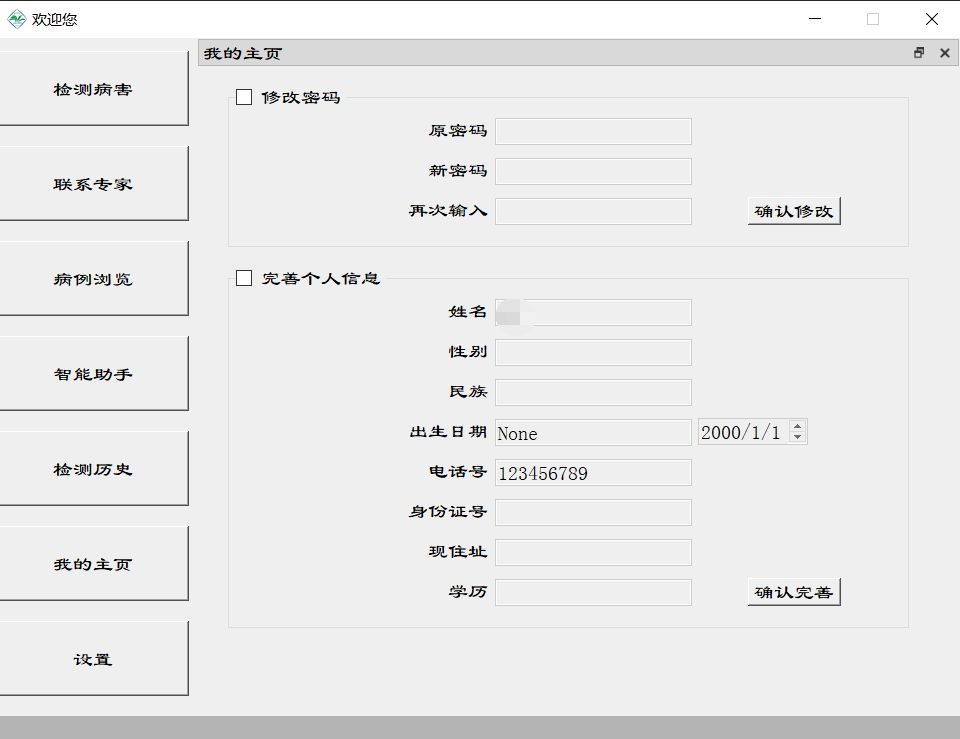 欢迎您
检测病害
联系专家
病例浏览
智能助手
检测历史
我的主页
设置
我的主页
修改密码
原密码
新密码
再次输入
确认修改
完善个人信息
姓名
性别
民族
出生日期 None 2000/1/1
电话号 123456789
身份证号
现住址
学历
确认完善